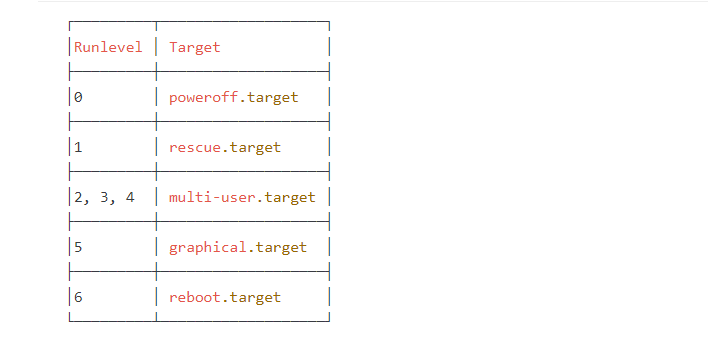 Runlevel Target
0 poweroff.target
1 rescue.target
2, 3, 4 multi-user.target
5 graphical.target
6 reboot.target